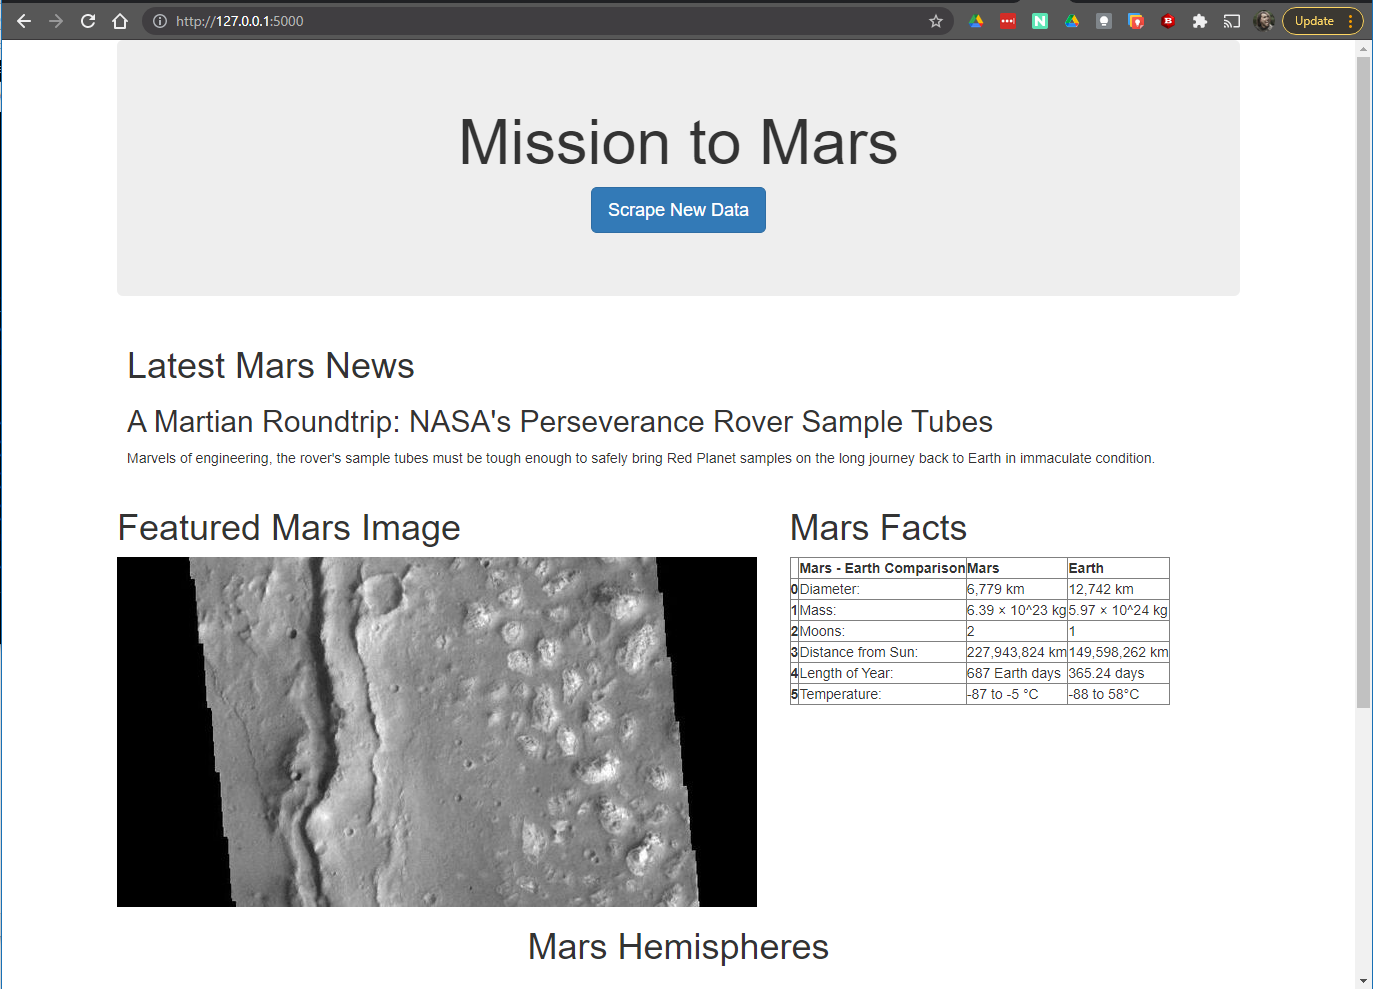 http://127.0.0.1:5000
Update
Mission to Mars
Scrape New Data
Latest Mars News
A Martian Roundtrip: NASA's Perseverance Rover Sample Tubes
Marvels of engineering, the rover's sample tubes must be tough enough to safely bring Red Planet samples on the long journey back to Earth in immaculate condition.
Featured Mars Image
Mars Facts
Mars - Earth Comparison Mars Earth
0 Diameter: 6,779 km 12,742 km
1 Mass: 6.39 × 10^23 kg 5.97 × 10^24 kg
2 Moons: 2 1
3 Distance from Sun: 227,943,824 km 149,598,262 km
4 Length of Year: 687 Earth days 365.24 days
5 Temperature: -87 to -5 °C -88 to 58°C
Mars Hemispheres